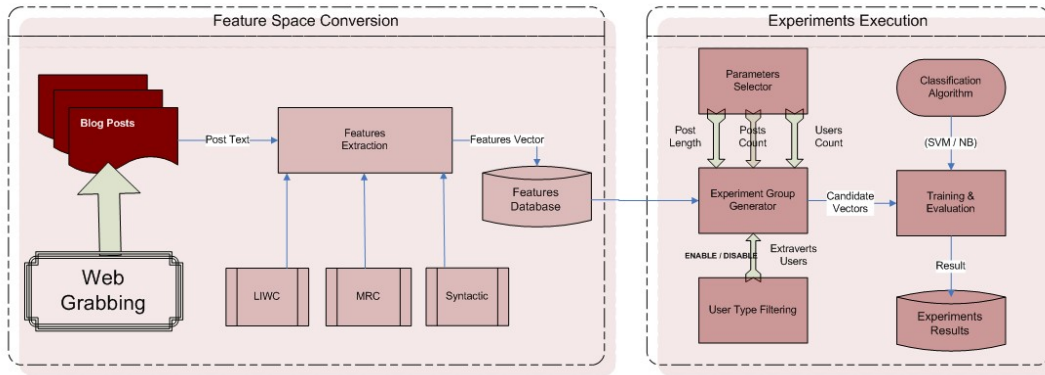 Feature Space Conversion
Blog Posts
Post Text
Features
Extraction
Features Vector
Features
Database
Web
Grabbing
LIWC
MRC
Syntactic
Experiments Execution
Parameters
Selector
Post
Length
Posts
Count
Users
Count
Experiment Group
Generator
ENABLE / DISABLE
Extraverts
Users
User Type Filtering
Candidate
Vectors
Classification
Algorithm
(SVM / NB)
Training &
Evaluation
Result
Experiments
Results